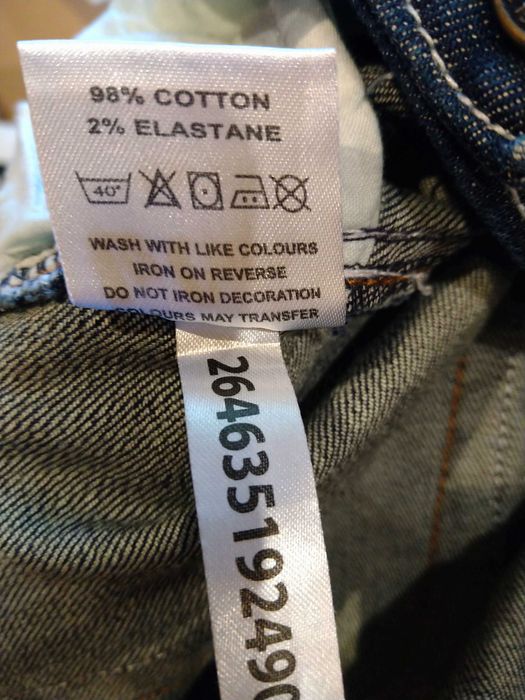 98% COTTON
2% ELASTANE
40°
WASH WITH LIKE COLOURS
IRON ON REVERSE
DO NOT IRON DECORATION
COLOURS MAY TRANSFER
264635192490